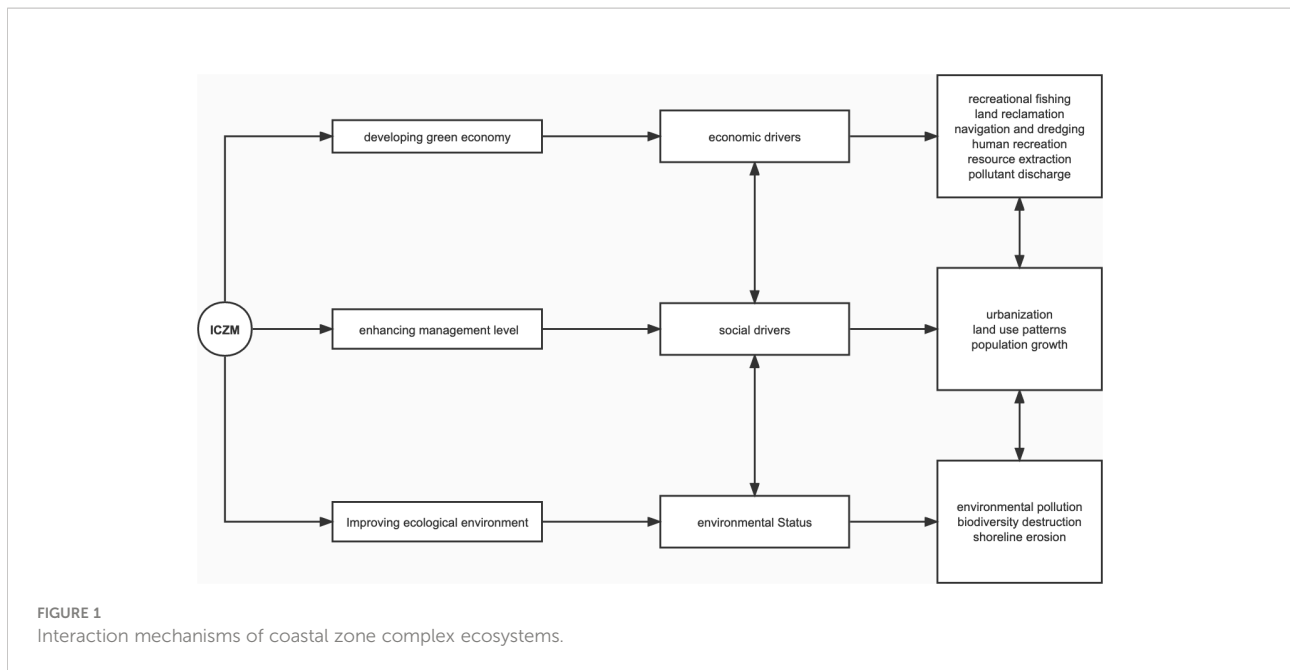 developing green economy
economic drivers
recreational fishing
land reclamation
navigation and dredging
human recreation
resource extraction
pollutant discharge
ICZM
enhancing management level
social drivers
urbanization
land use patterns
population growth
Improving ecological environment
environmental Status
environmental pollution
biodiversity destruction
shoreline erosion
FIGURE 1
Interaction mechanisms of coastal zone complex ecosystems.